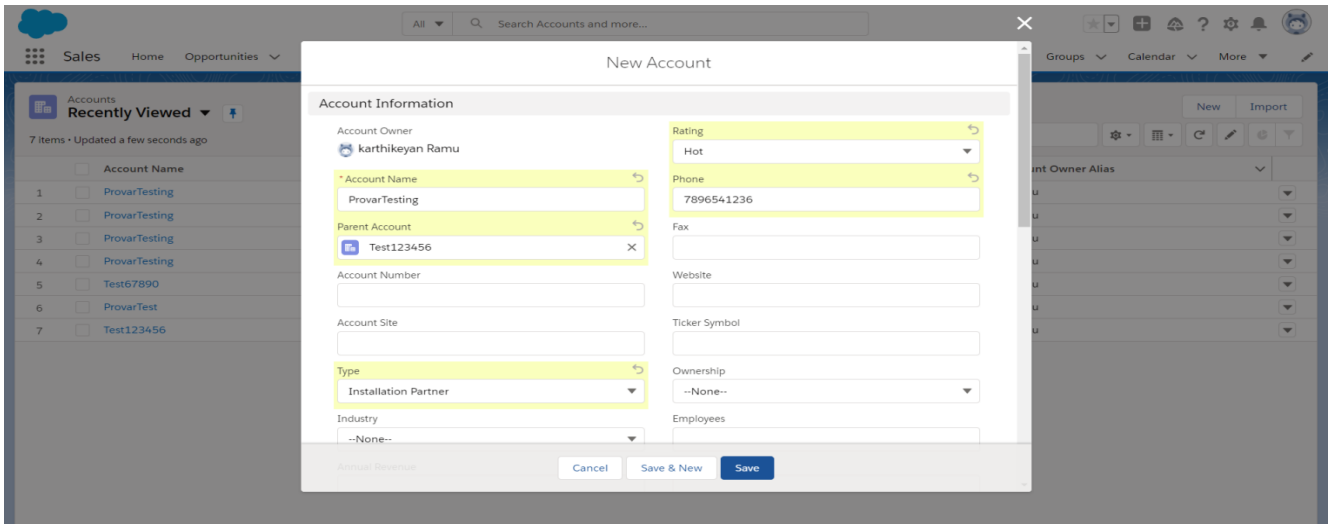 All
Search Accounts and more...
Sales
Home
Opportunities
Groups
Calendar
More
Accounts
Recently Viewed
7 items • Updated a few seconds ago
New
Import
Account Name
nt Owner Alias
1 ProvarTesting u
2 ProvarTesting u
3 ProvarTesting u
4 ProvarTesting u
5 Test67890 u
6 ProvarTest u
7 Test123456 u
New Account
Account Information
Account Owner
karthikeyan Ramu
Rating
Hot
* Account Name
ProvarTesting
Phone
7896541236
Parent Account
Test123456
Fax
Account Number
Website
Account Site
Ticker Symbol
Type
Installation Partner
Ownership
--None--
Industry
--None--
Employees
Annual Revenue
Cancel
Save & New
Save